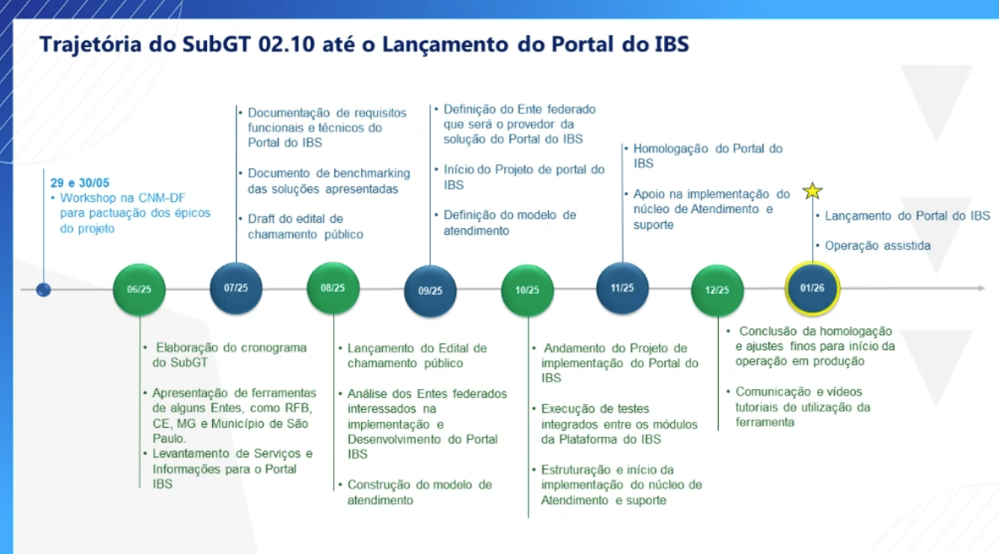 Trajetória do SubGT 02.10 até o Lançamento do Portal do IBS
29 e 30/05
• Workshop na CNM-DF
para pactuação dos épicos
do projeto
06/25
• Elaboração do cronograma
do SubGT
• Apresentação de ferramentas
de alguns Entes, como RFB,
CE, MG e Município de São
Paulo.
• Levantamento de Serviços e
Informações para o Portal
IBS
07/25
• Documentação de requisitos
funcionais e técnicos do
Portal do IBS
• Documento de benchmarking
das soluções apresentadas
• Draft do edital de
chamamento público
08/25
• Lançamento do Edital de
chamamento público
• Análise dos Entes federados
interessados na
implementação e
Desenvolvimento do Portal
IBS
• Construção do modelo de
atendimento
09/25
• Definição do Ente federado
que será o provedor da
solução do Portal do IBS
• Início do Projeto de portal do
IBS
• Definição do modelo de
atendimento
10/25
• Andamento do Projeto de
implementação do Portal do
IBS
• Execução de testes
integrados entre os módulos
da Plataforma do IBS
• Estruturação e início da
implementação do núcleo de
Atendimento e suporte
11/25
• Homologação do Portal do
IBS
• Apoio na implementação do
núcleo de Atendimento e
suporte
12/25
• Conclusão da homologação
e ajustes finos para início da
operação em produção
• Comunicação e vídeos
tutoriais de utilização da
ferramenta
01/26
• Lançamento do Portal do IBS
• Operação assistida